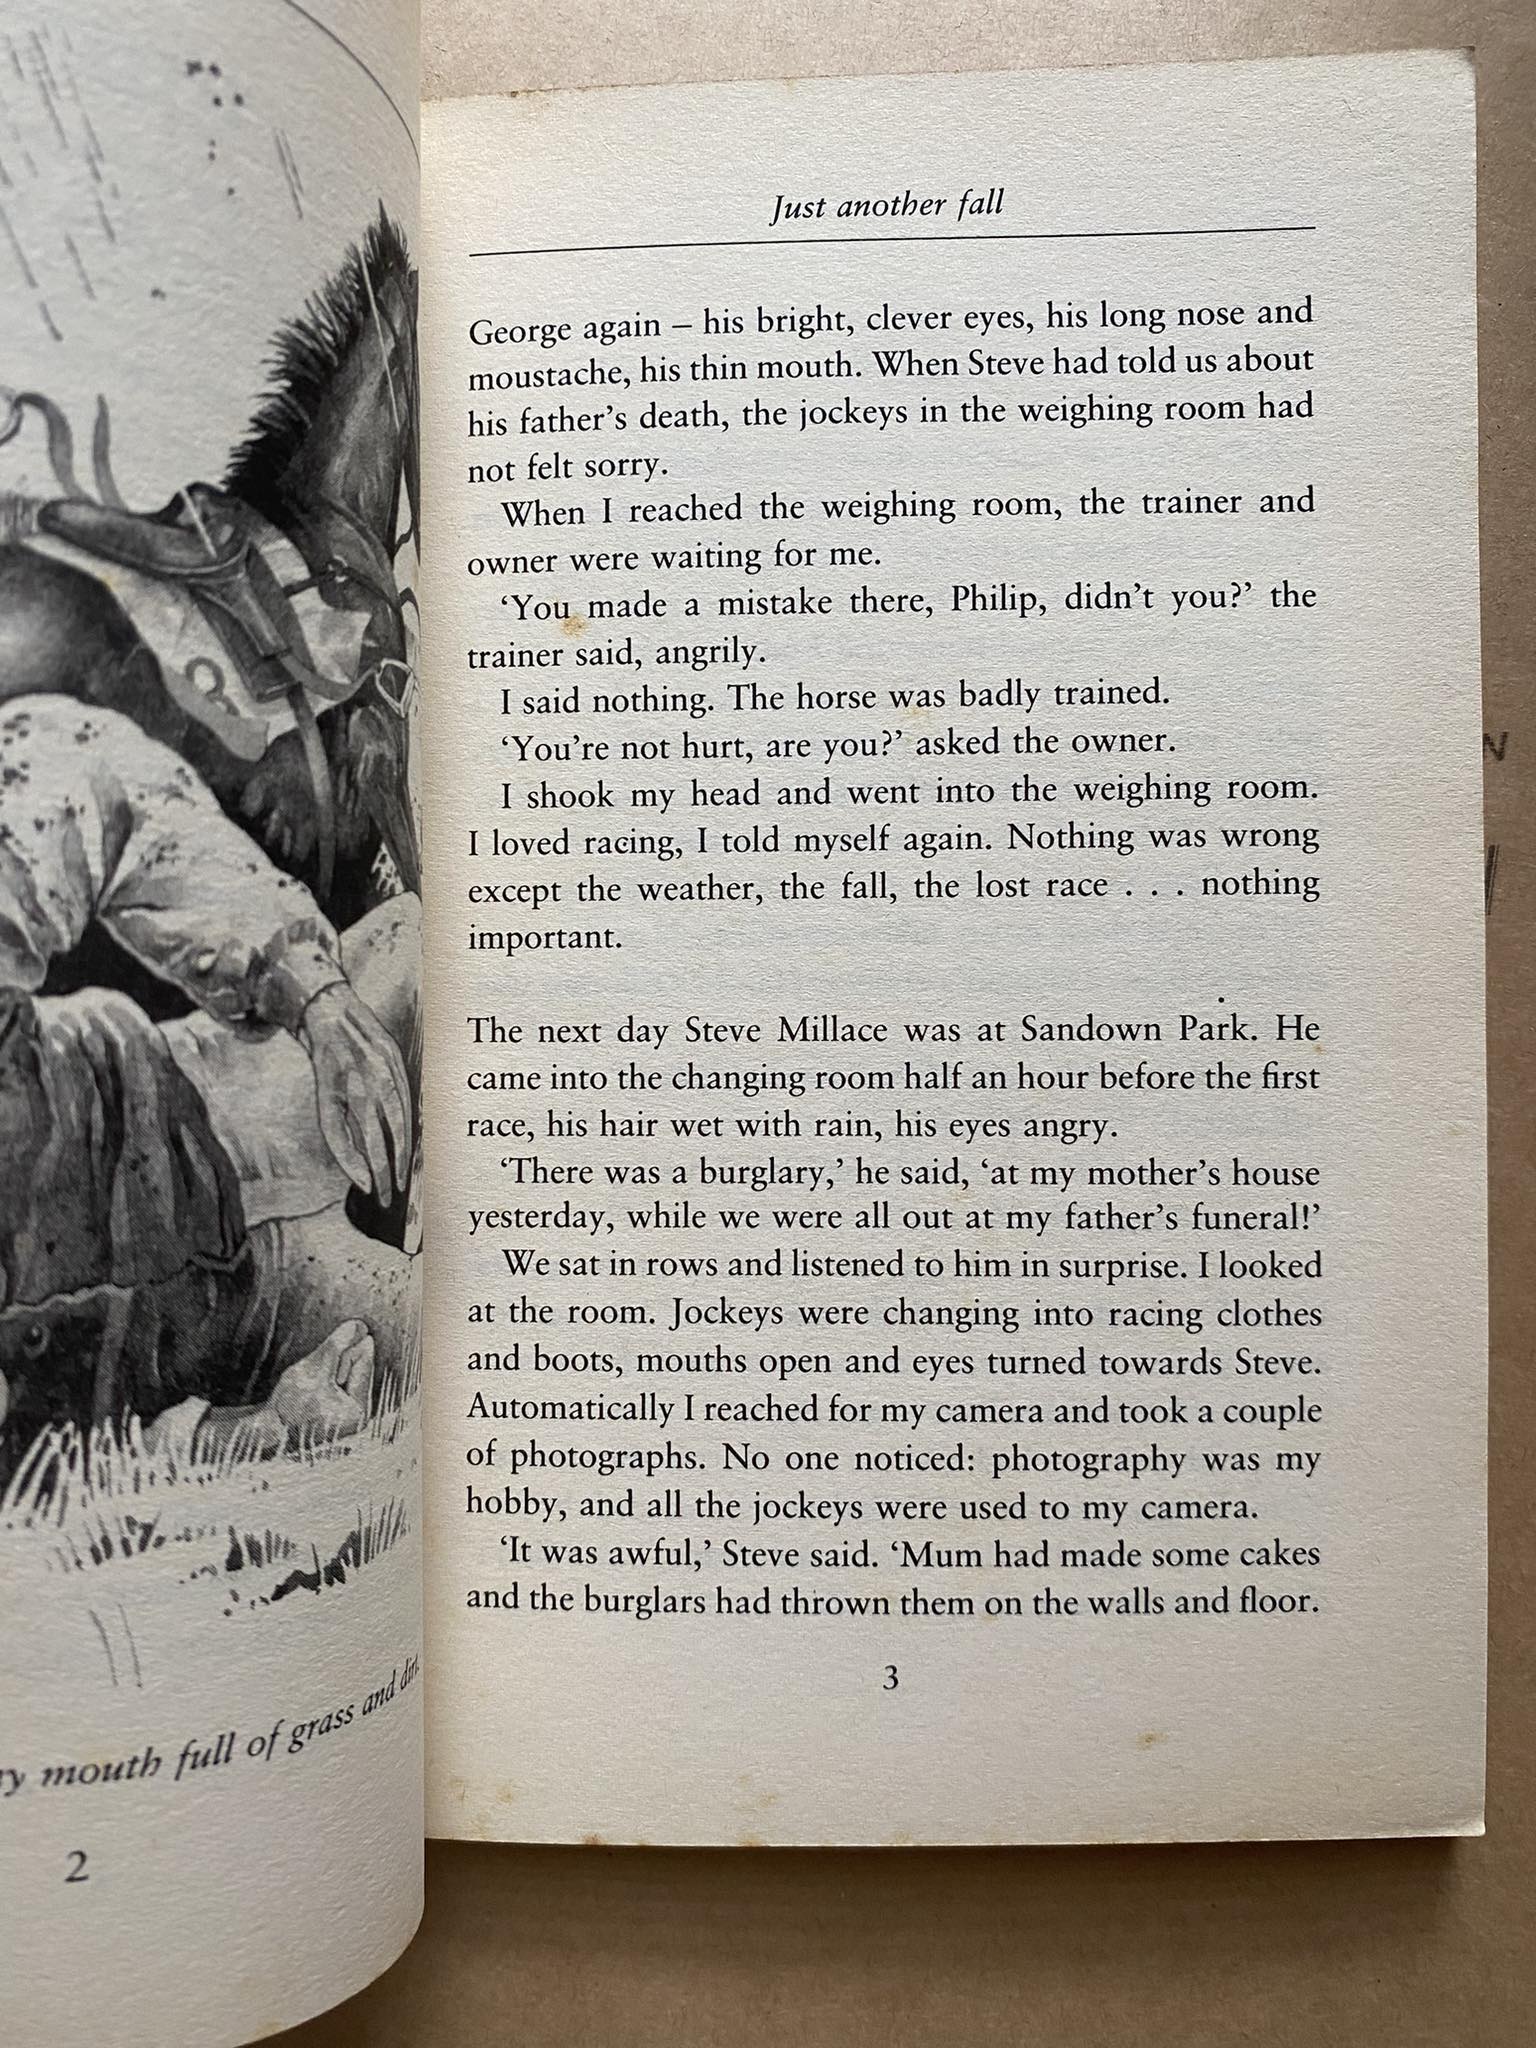 y mouth full of grass and dirt.
2
Just another fall
George again – his bright, clever eyes, his long nose and
moustache, his thin mouth. When Steve had told us about
his father's death, the jockeys in the weighing room had
not felt sorry.
When I reached the weighing room, the trainer and
owner were waiting for me.
‘You made a mistake there, Philip, didn't you?’ the
trainer said, angrily.
I said nothing. The horse was badly trained.
‘You're not hurt, are you?’ asked the owner.
I shook my head and went into the weighing room.
I loved racing, I told myself again. Nothing was wrong
except the weather, the fall, the lost race . . . nothing
important.
The next day Steve Millace was at Sandown Park. He
came into the changing room half an hour before the first
race, his hair wet with rain, his eyes angry.
‘There was a burglary,’ he said, ‘at my mother's house
yesterday, while we were all out at my father's funeral!’
We sat in rows and listened to him in surprise. I looked
at the room. Jockeys were changing into racing clothes
and boots, mouths open and eyes turned towards Steve.
Automatically I reached for my camera and took a couple
of photographs. No one noticed: photography was my
hobby, and all the jockeys were used to my camera.
‘It was awful,’ Steve said. ‘Mum had made some cakes
and the burglars had thrown them on the walls and floor.
3